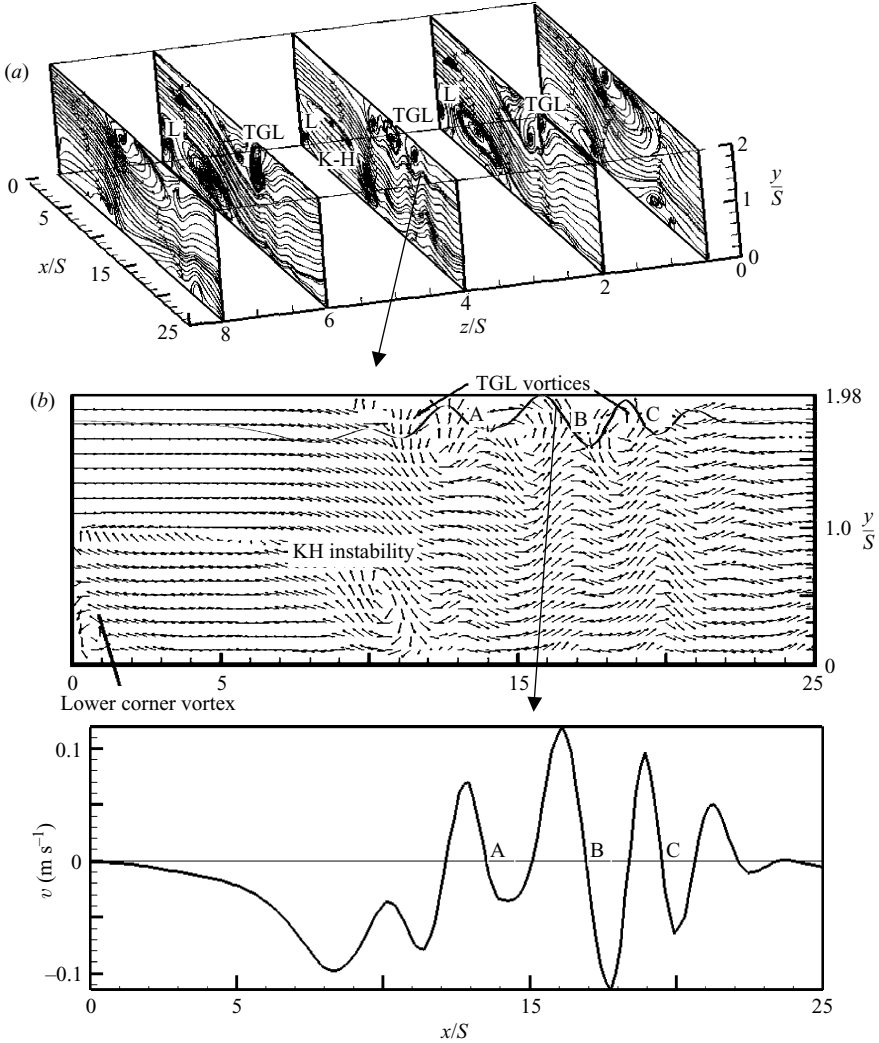 (a)
L
TGL
L
K-H
TGL
L
TGL
2
1
0
y/S
0
5
15
25
x/S
8
6
4
2
0
z/S
(b)
TGL vortices
A
B
C
1.98
1.0
0
y/S
KH instability
0
5
15
25
Lower corner vortex
0.1
0
–0.1
v (m s⁻¹)
A
B
C
0
5
10
15
20
25
x/S